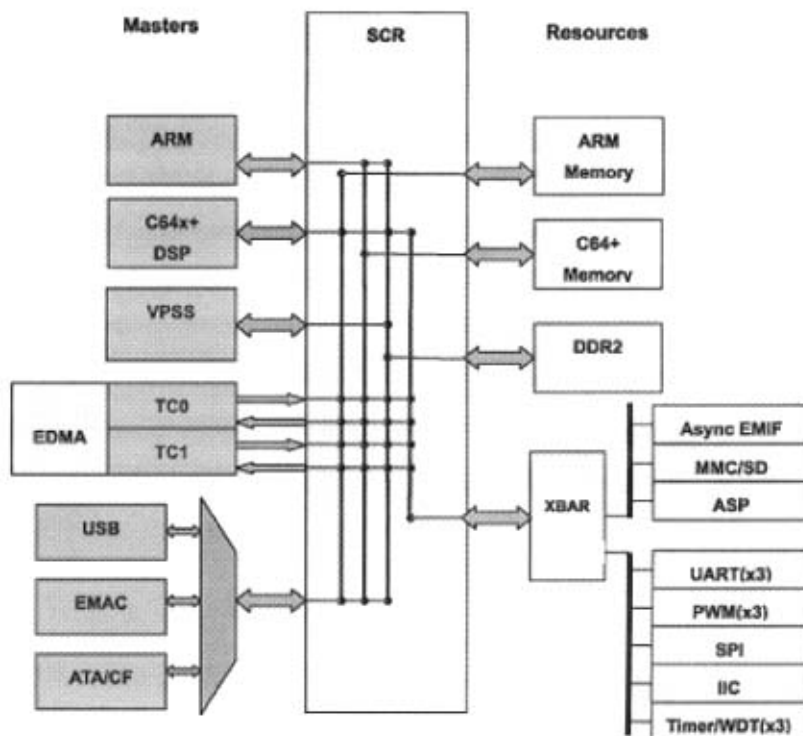 Masters
SCR
Resources
ARM
ARM
Memory
C64x+
DSP
C64+
Memory
VPSS
DDR2
EDMA
TC0
TC1
Async EMIF
MMC/SD
ASP
XBAR
USB
EMAC
ATA/CF
UART(x3)
PWM(x3)
SPI
IIC
Timer/WDT(x3)